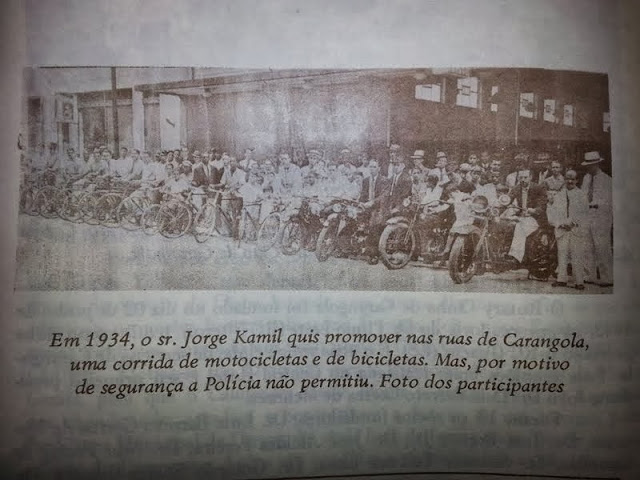 Em 1934, o sr. Jorge Kamil quis promover nas ruas de Carangola,
uma corrida de motocicletas e de bicicletas. Mas, por motivo
de segurança a Polícia não permitiu. Foto dos participantes